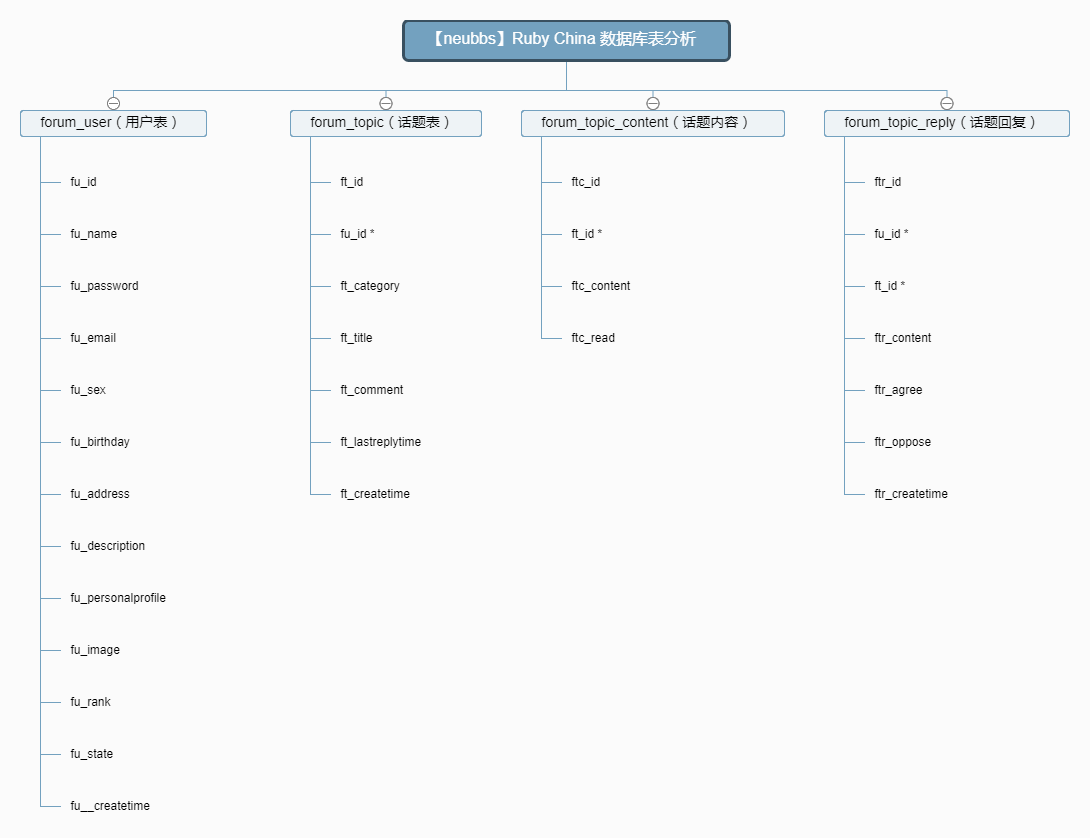 【neubbs】Ruby China 数据库表分析
forum_user（用户表）
fu_id
fu_name
fu_password
fu_email
fu_sex
fu_birthday
fu_address
fu_description
fu_personalprofile
fu_image
fu_rank
fu_state
fu__createtime
forum_topic（话题表）
ft_id
fu_id *
ft_category
ft_title
ft_comment
ft_lastreplytime
ft_createtime
forum_topic_content（话题内容）
ftc_id
ft_id *
ftc_content
ftc_read
forum_topic_reply（话题回复）
ftr_id
fu_id *
ft_id *
ftr_content
ftr_agree
ftr_oppose
ftr_createtime